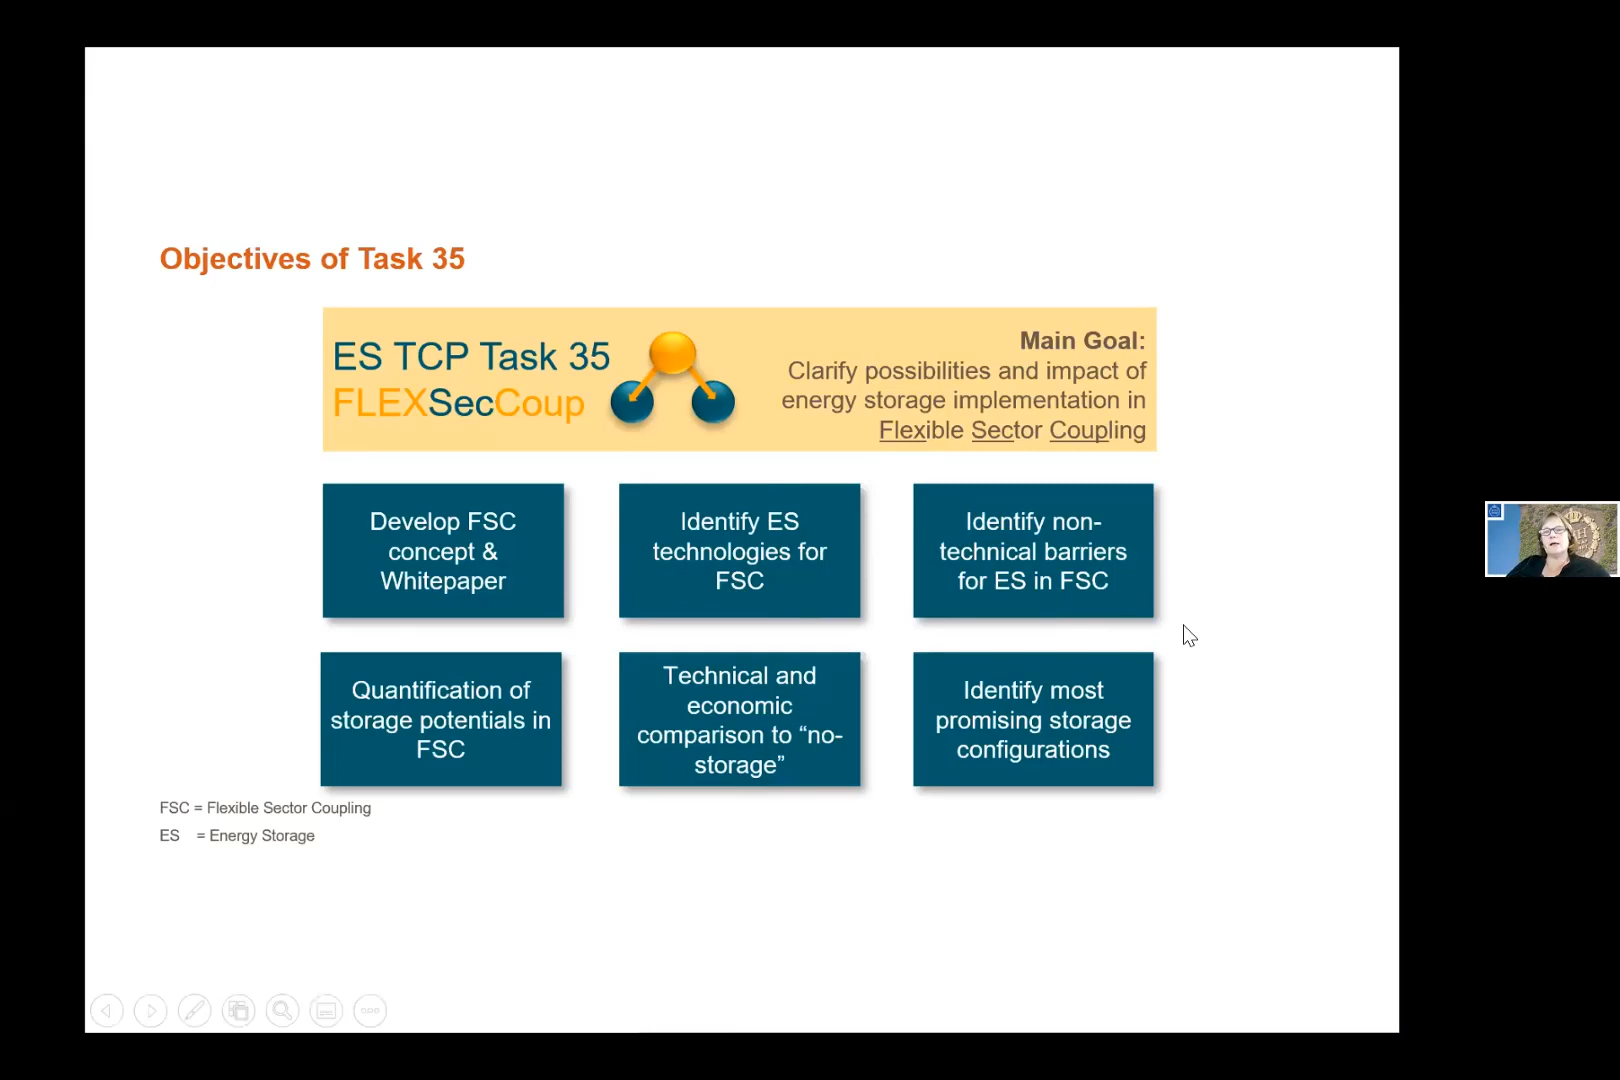 Objectives of Task 35
ES TCP Task 35
FLEXSecCoup
Main Goal:
Clarify possibilities and impact of
energy storage implementation in
Flexible Sector Coupling
Develop FSC
concept &
Whitepaper
Identify ES
technologies for
FSC
Identify non-
technical barriers
for ES in FSC
Quantification of
storage potentials in
FSC
Technical and
economic
comparison to “no-
storage”
Identify most
promising storage
configurations
FSC = Flexible Sector Coupling
ES = Energy Storage